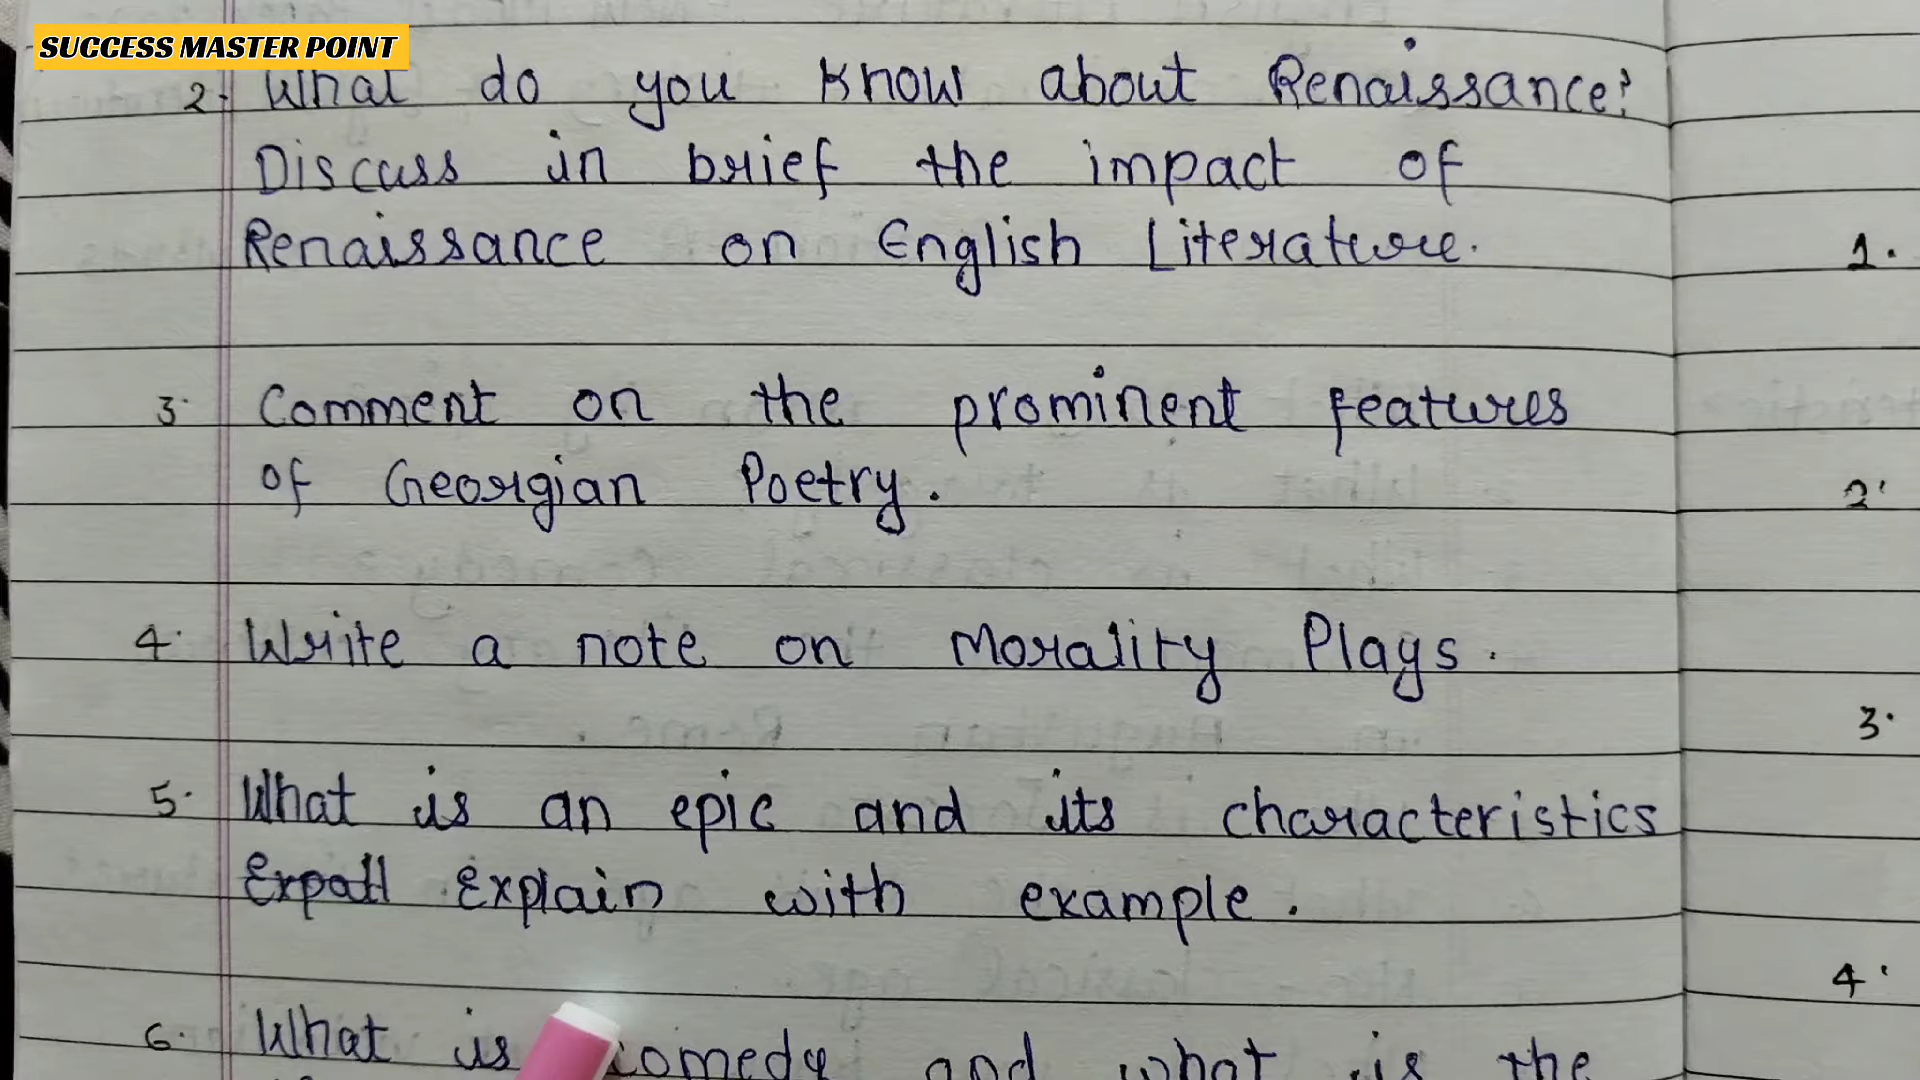 SUCCESS MASTER POINT
2. What do you know about Renaissance?
Discuss in brief the impact of
Renaissance on English Literature.
3. Comment on the prominent features
of Georgian Poetry.
4. Write a note on Morality Plays.
5. What is an epic and its characteristics
Explain with example.
6. What is comedy and what is the
1.
2.
3.
4.